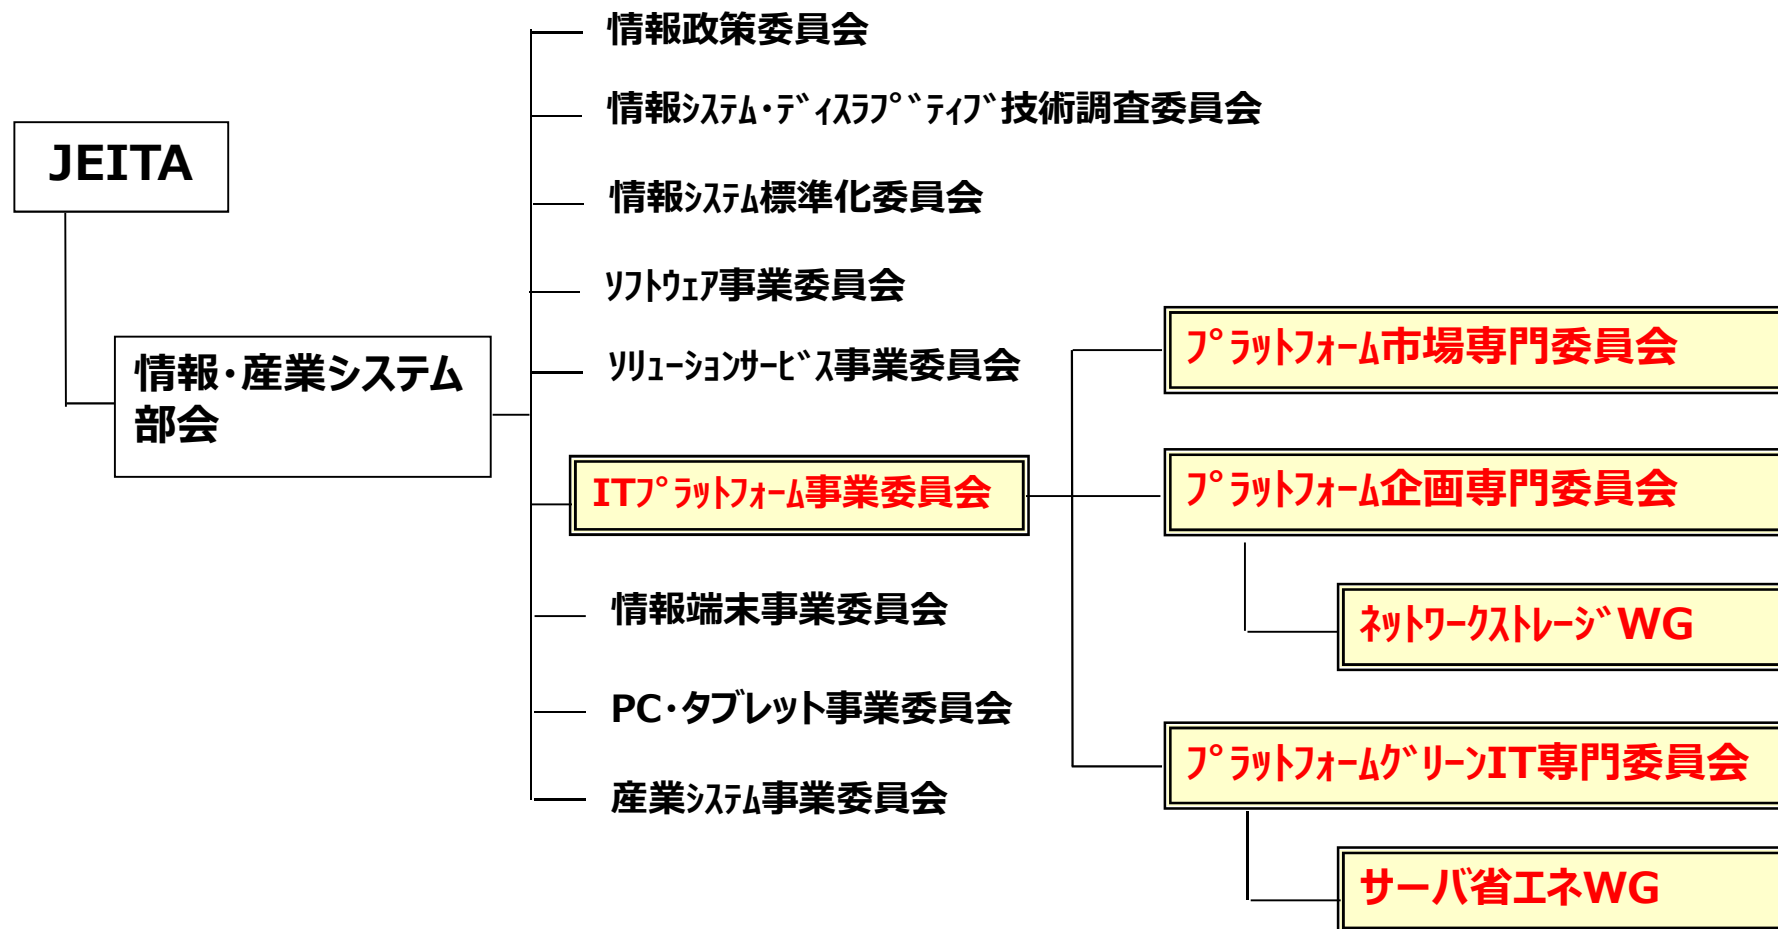 JEITA
情報・産業システム
部会
情報政策委員会
情報ｼｽﾃﾑ・ﾃﾞｨｽﾗﾌﾟﾞﾃｨﾌﾞ技術調査委員会
情報ｼｽﾃﾑ標準化委員会
ｿﾌﾄｳｪｱ事業委員会
ｿﾘｭｰｼｮﾝｻｰﾋﾞｽ事業委員会
ITﾌﾟﾗｯﾄﾌｫｰﾑ事業委員会
情報端末事業委員会
PC・タブレット事業委員会
産業ｼｽﾃﾑ事業委員会
ﾌﾟﾗｯﾄﾌｫｰﾑ市場専門委員会
ﾌﾟﾗｯﾄﾌｫｰﾑ企画専門委員会
ﾈｯﾄﾜｰｸｽﾄﾚｰｼﾞWG
ﾌﾟﾗｯﾄﾌｫｰﾑｸﾞﾘｰﾝIT専門委員会
サーバ省エネWG